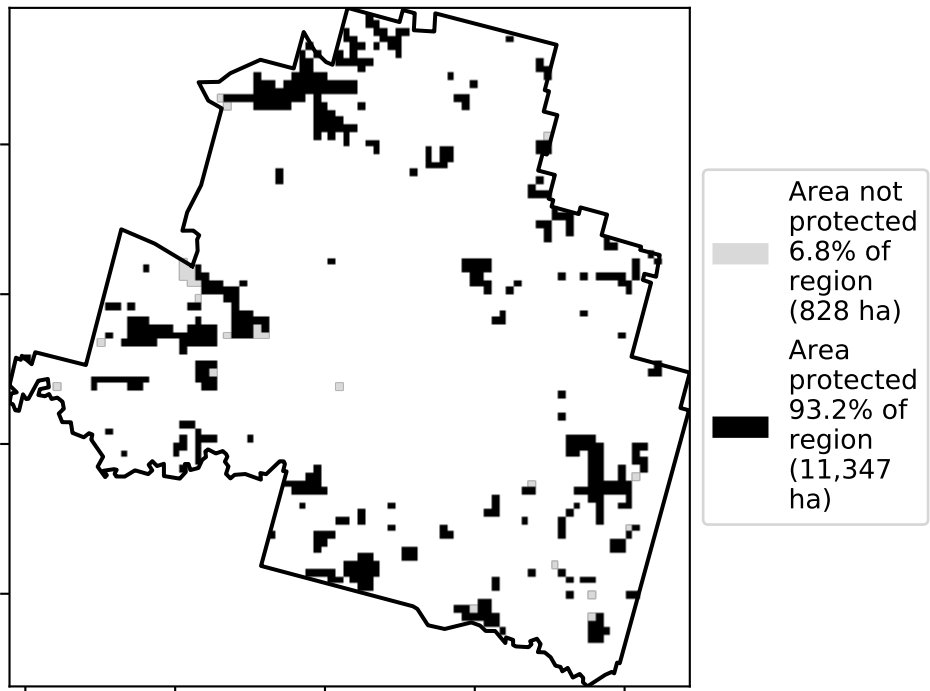 Area not
protected
6.8% of
region
(828 ha)
Area
protected
93.2% of
region
(11,347
ha)